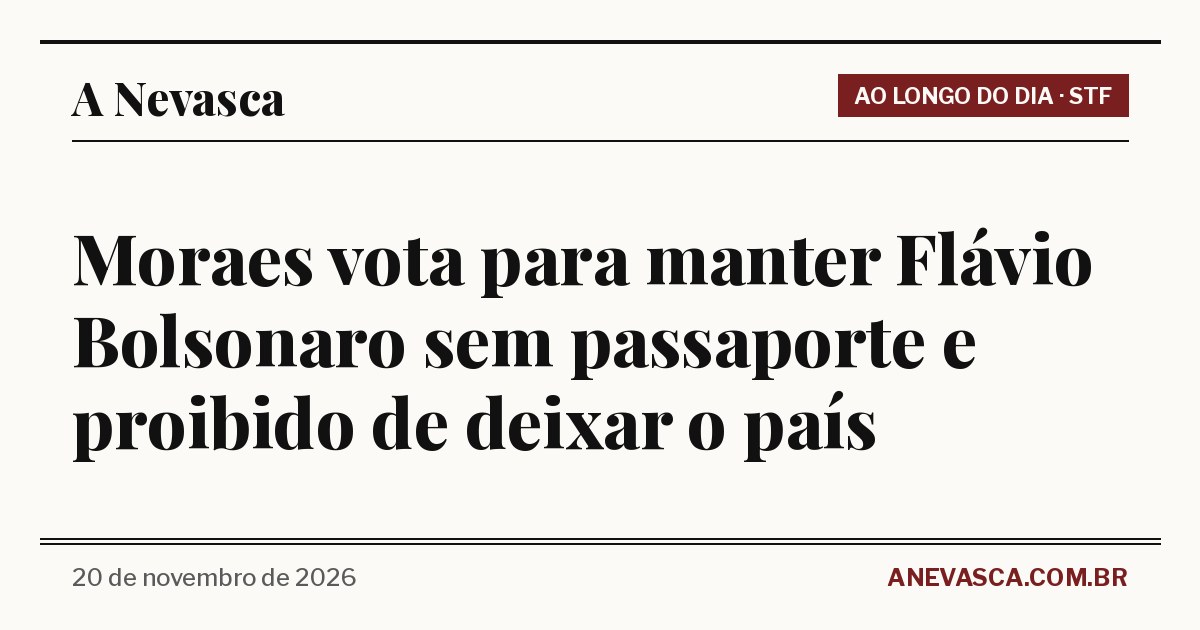 A Nevasca
AO LONGO DO DIA · STF
Moraes vota para manter Flávio
Bolsonaro sem passaporte e
proibido de deixar o país
20 de novembro de 2026
ANEVASCA.COM.BR